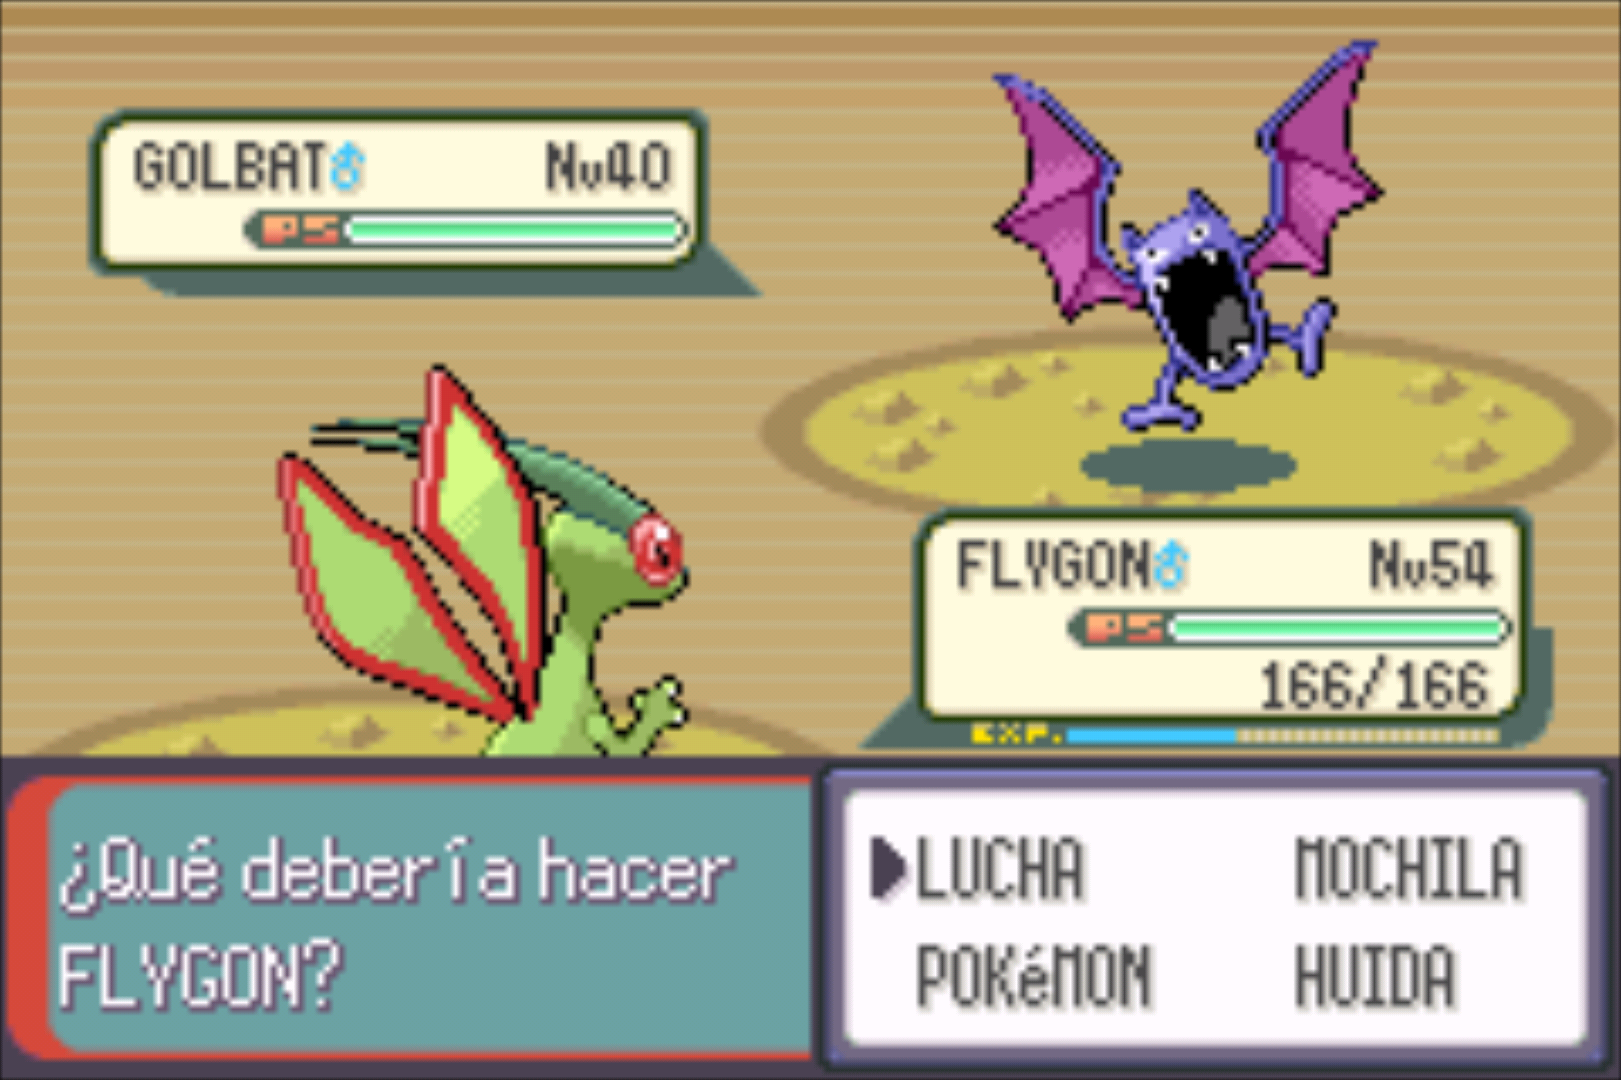 GOLBAT♂ Nv40
PS
FLYGON♂ Nv54
PS
166/166
EXP.
¿Qué debería hacer
FLYGON?
LUCHA MOCHILA
POKéMON HUIDA